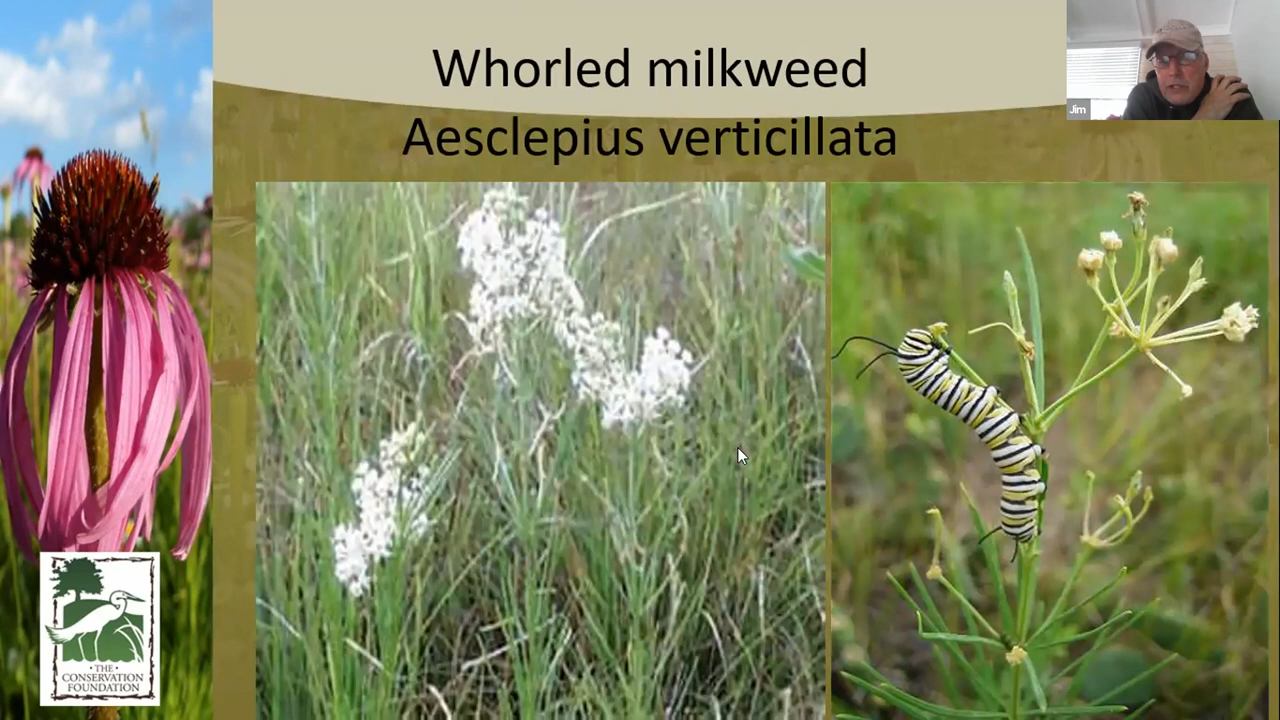 Whorled milkweed
Aesclepius verticillata
Jim
· THE ·
CONSERVATION
FOUNDATION